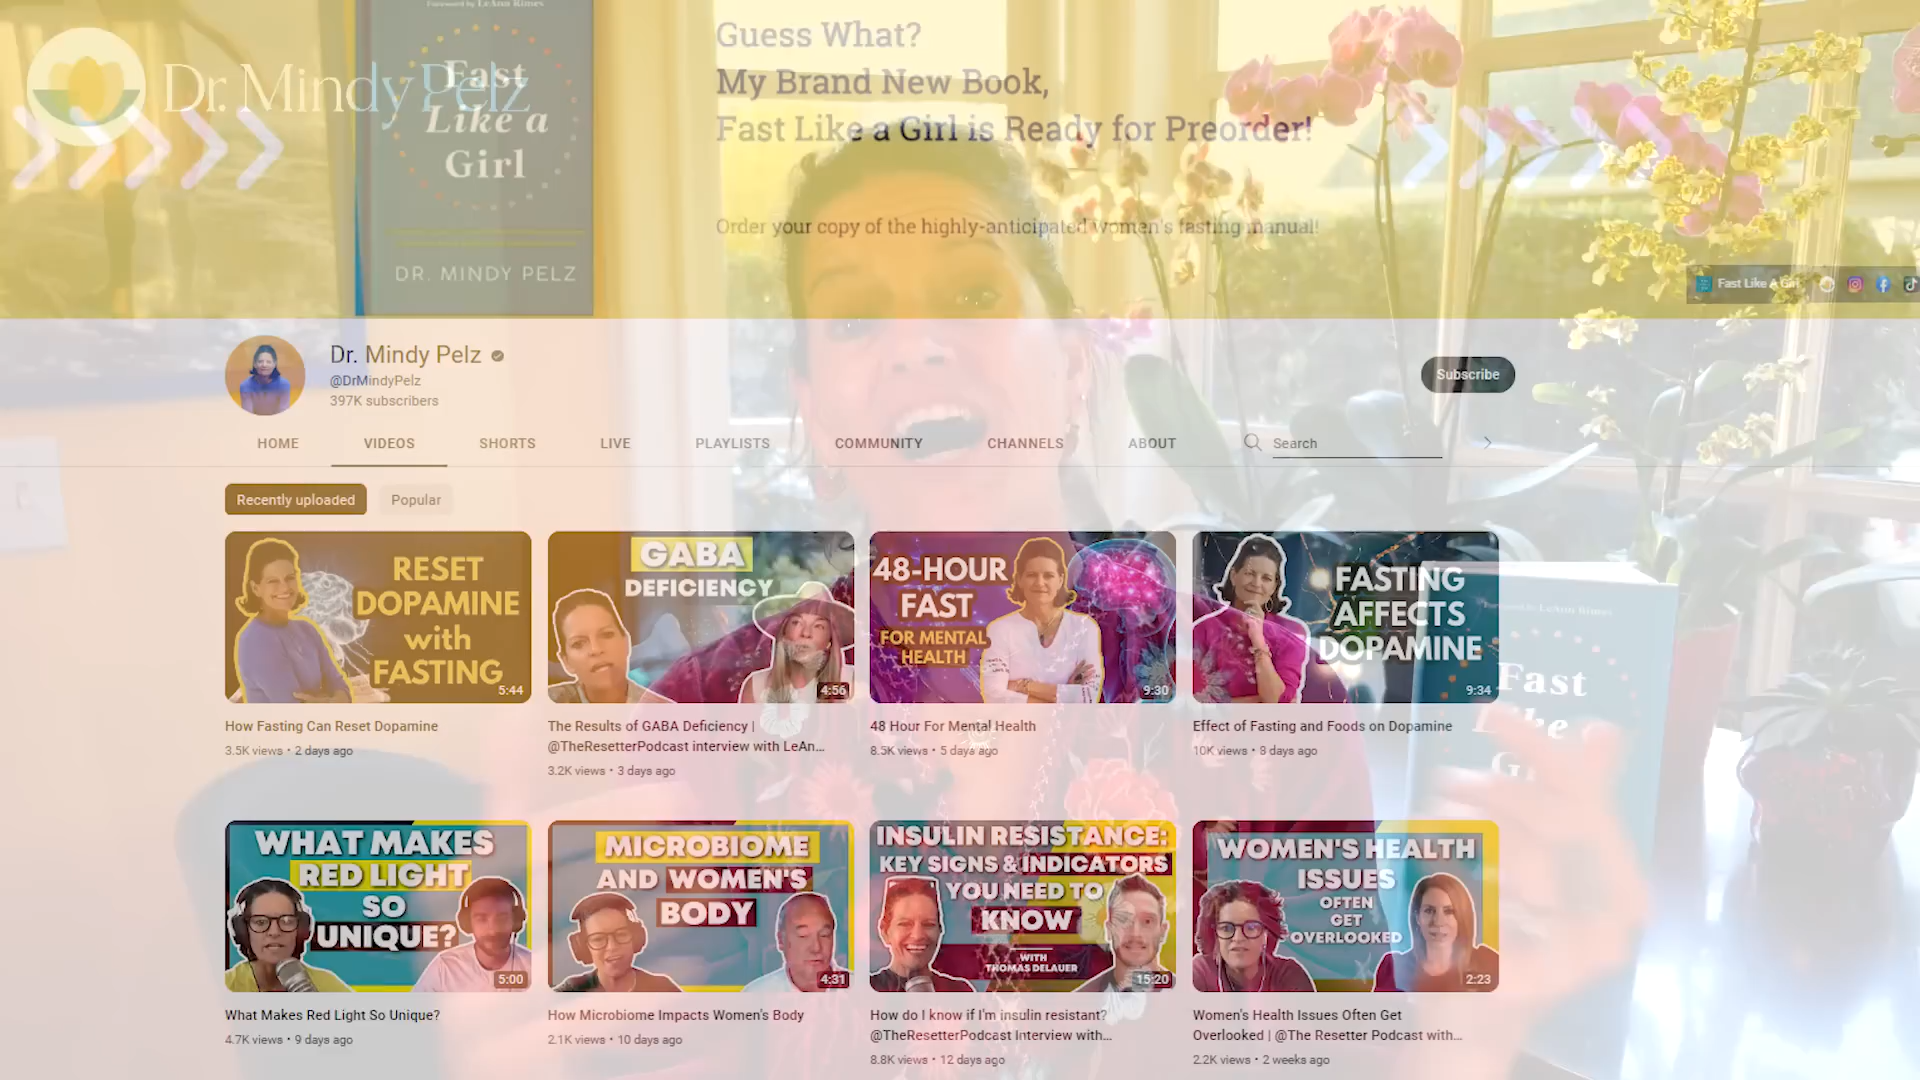 Foreword by LeAnn Rimes
Guess What?
My Brand New Book,
Fast Like a Girl is Ready for Preorder!
Dr. Mindy Pelz
Fast
Like a
Girl
Order your copy of the highly-anticipated women's fasting manual!
DR. MINDY PELZ
Fast Like A Girl
Dr. Mindy Pelz
@DrMindyPelz
397K subscribers
Subscribe
HOME VIDEOS SHORTS LIVE PLAYLISTS COMMUNITY CHANNELS ABOUT Search
Recently uploaded Popular
RESET
DOPAMINE
with
FASTING
5:44
GABA
DEFICIENCY
4:56
48-HOUR
FAST
FOR MENTAL
HEALTH
9:30
FASTING
AFFECTS
DOPAMINE
9:34
How Fasting Can Reset Dopamine
3.5K views • 2 days ago
The Results of GABA Deficiency |
@TheResetterPodcast interview with LeAn...
3.2K views • 3 days ago
48 Hour For Mental Health
8.5K views • 5 days ago
Effect of Fasting and Foods on Dopamine
10K views • 8 days ago
Foreword by LeAnn Rimes
Fast
Like
WHAT MAKES
RED LIGHT
SO
UNIQUE?
5:00
MICROBIOME
AND WOMEN'S
BODY
4:31
INSULIN RESISTANCE:
KEY SIGNS & INDICATORS
YOU NEED TO
KNOW
WITH
THOMAS DELAUER
15:20
WOMEN'S HEALTH
ISSUES
OFTEN
GET
OVERLOOKED
2:23
What Makes Red Light So Unique?
4.7K views • 9 days ago
How Microbiome Impacts Women's Body
2.1K views • 10 days ago
How do I know if I'm insulin resistant?
@TheResetterPodcast Interview with...
8.8K views • 12 days ago
Women's Health Issues Often Get
Overlooked | @The Resetter Podcast with...
2.2K views • 2 weeks ago